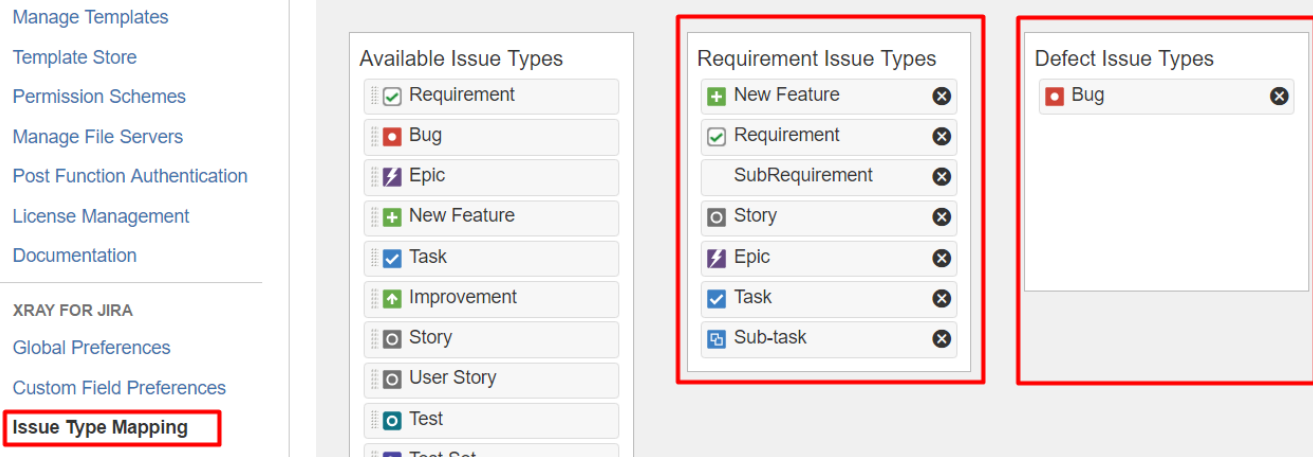 Manage Templates
Template Store
Permission Schemes
Manage File Servers
Post Function Authentication
License Management
Documentation
XRAY FOR JIRA
Global Preferences
Custom Field Preferences
Issue Type Mapping
Available Issue Types
Requirement
Bug
Epic
New Feature
Task
Improvement
Story
User Story
Test
Test Set
Requirement Issue Types
New Feature
Requirement
SubRequirement
Story
Epic
Task
Sub-task
Defect Issue Types
Bug